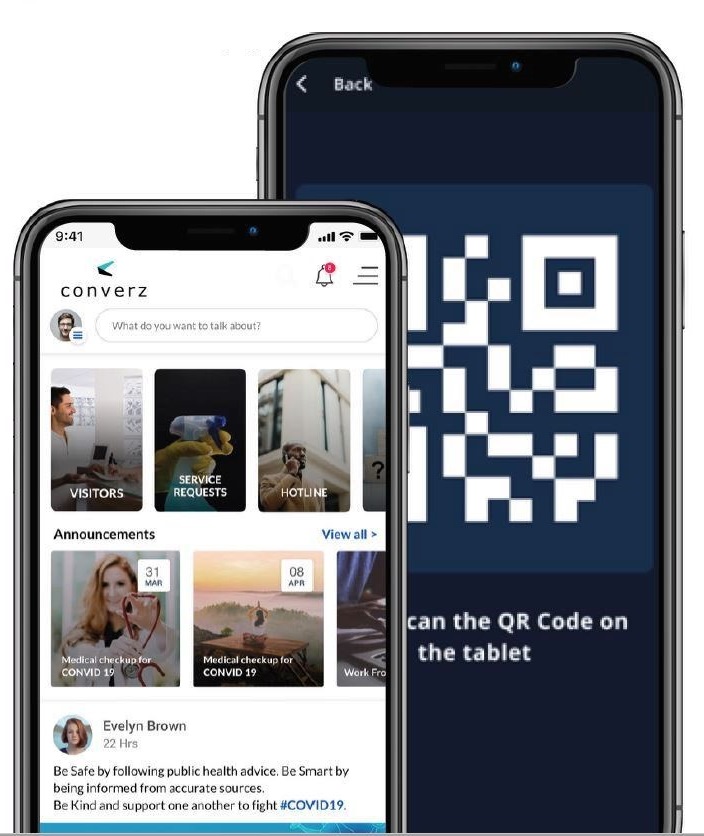 Back
9:41
8
converz
What do you want to talk about?
VISITORS
SERVICE
REQUESTS
HOTLINE
?
Announcements
View all >
31
MAR
08
APR
Medical checkup for
CONVID 19
Medical checkup for
CONVID 19
Work Fro
can the QR Code on
the tablet
Evelyn Brown
22 Hrs
Be Safe by following public health advice. Be Smart by
being informed from accurate sources.
Be Kind and support one another to fight #COVID19.